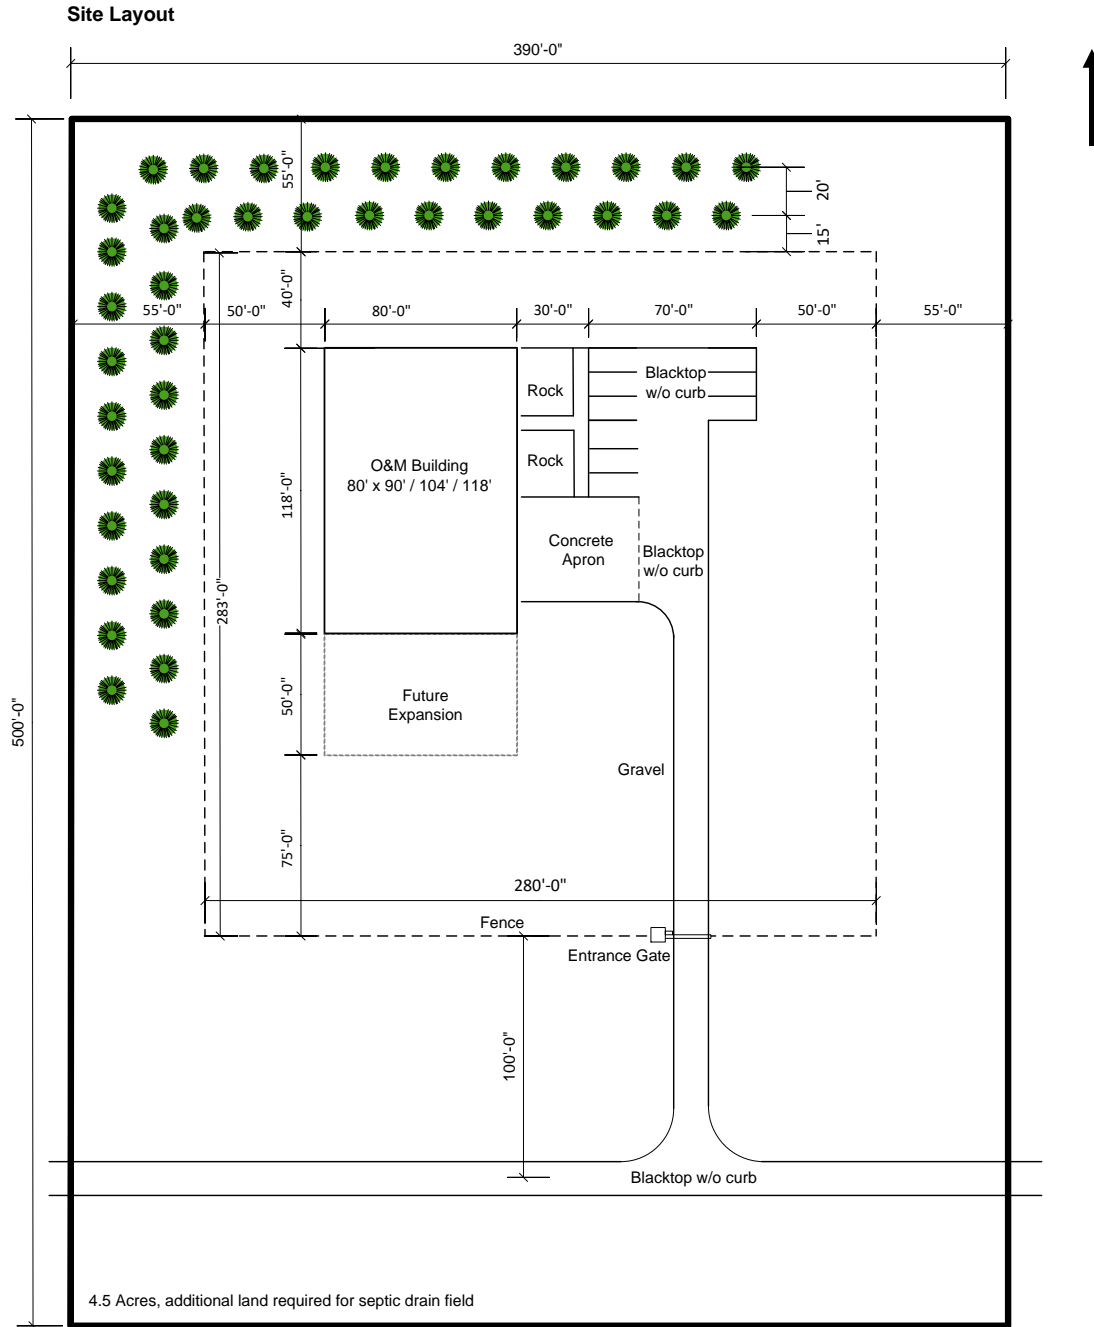 Site Layout
390'-0"
55'-0"
20'
15'
40'-0"
55'-0"
50'-0"
80'-0"
30'-0"
70'-0"
50'-0"
55'-0"
Rock
Blacktop
w/o curb
O&M Building
80' x 90' / 104' / 118'
Rock
118'-0"
Concrete
Apron
Blacktop
w/o curb
283'-0"
50'-0"
Future
Expansion
500'-0"
Gravel
75'-0"
280'-0"
Fence
Entrance Gate
100'-0"
Blacktop w/o curb
4.5 Acres, additional land required for septic drain field